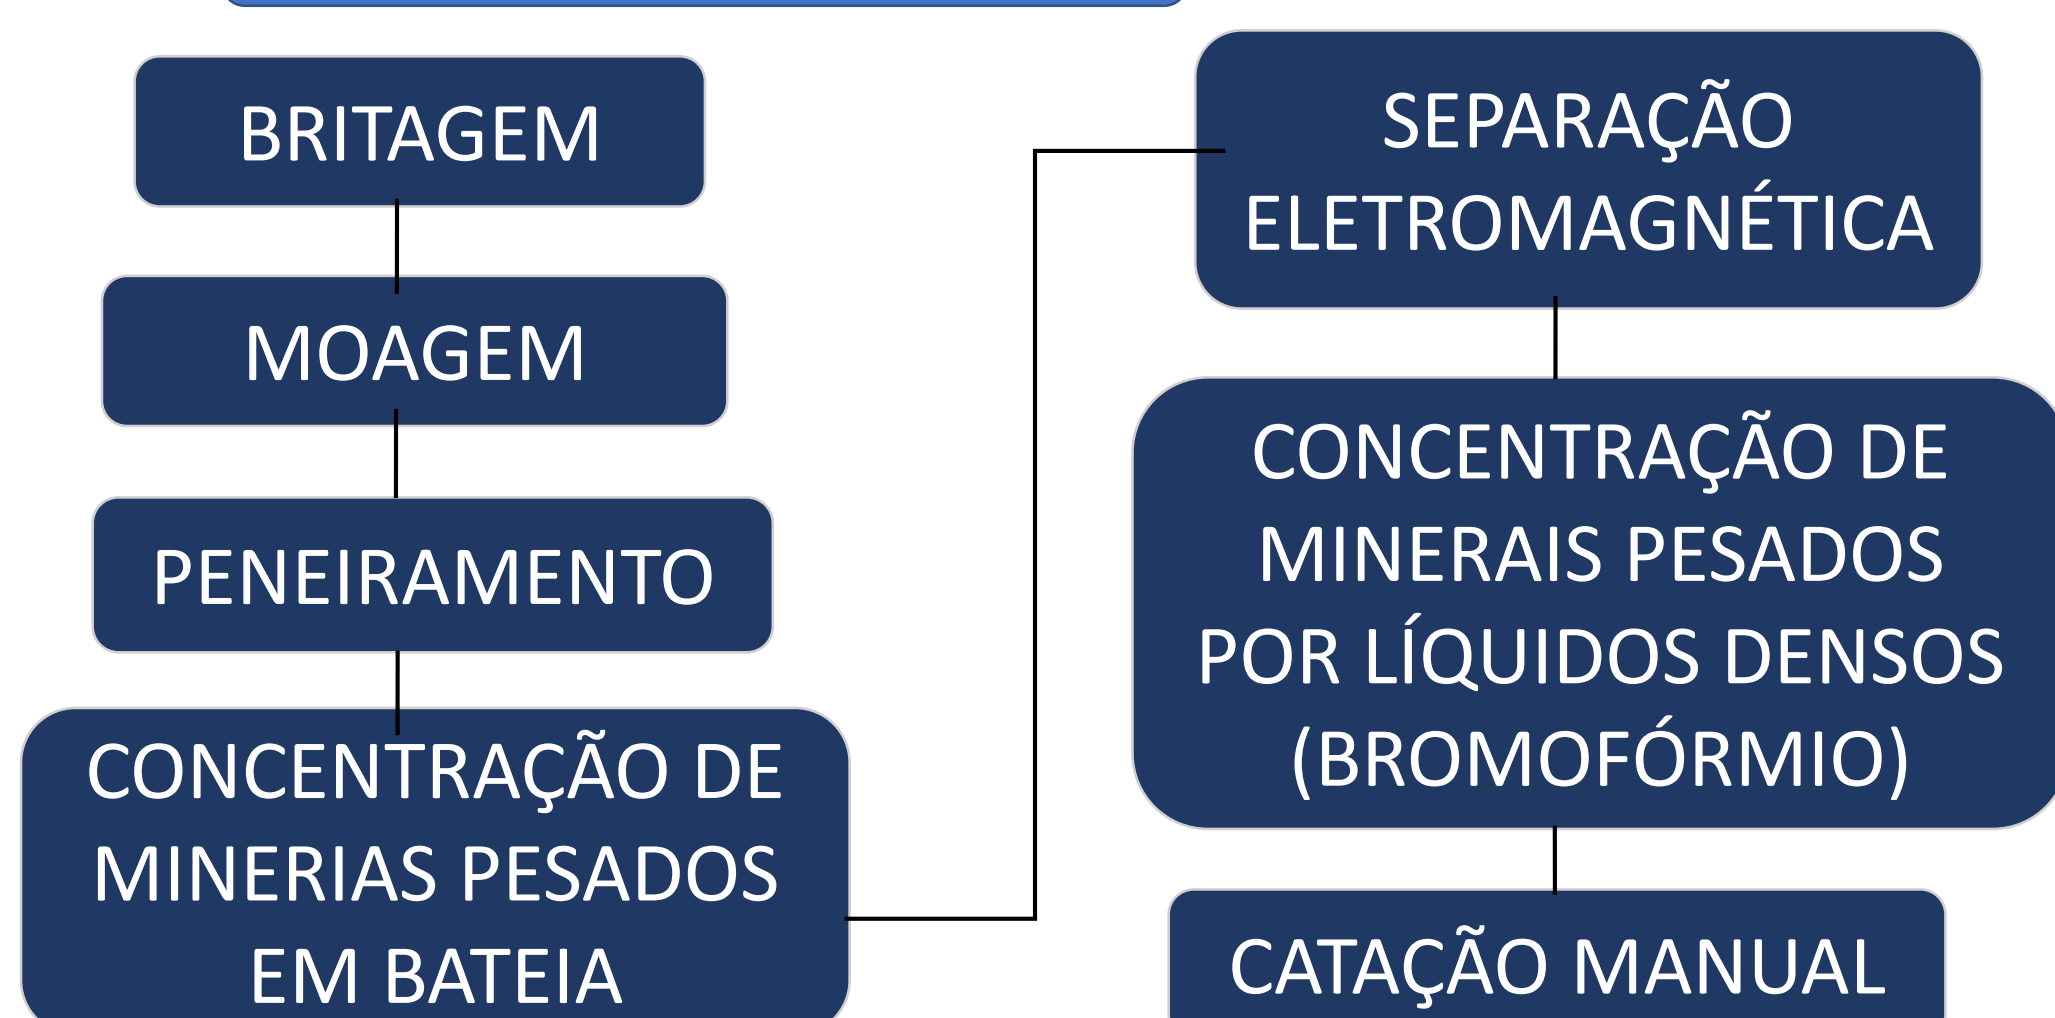 BRITAGEM
MOAGEM
PENEIRAMENTO
CONCENTRAÇÃO DE
MINERIAS PESADOS
EM BATEIA
SEPARAÇÃO
ELETROMAGNÉTICA
CONCENTRAÇÃO DE
MINERAIS PESADOS
POR LÍQUIDOS DENSOS
(BROMOFÓRMIO)
CATAÇÃO MANUAL